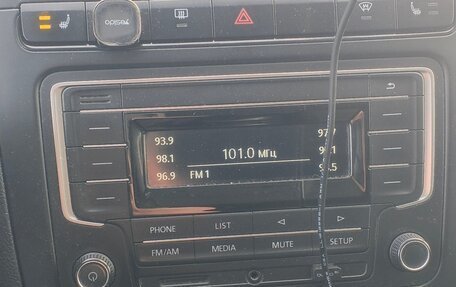 93.9
98.1
96.9
101.0 МГц
FM 1
PHONE
LIST
FM/AM
MEDIA
MUTE
SETUP